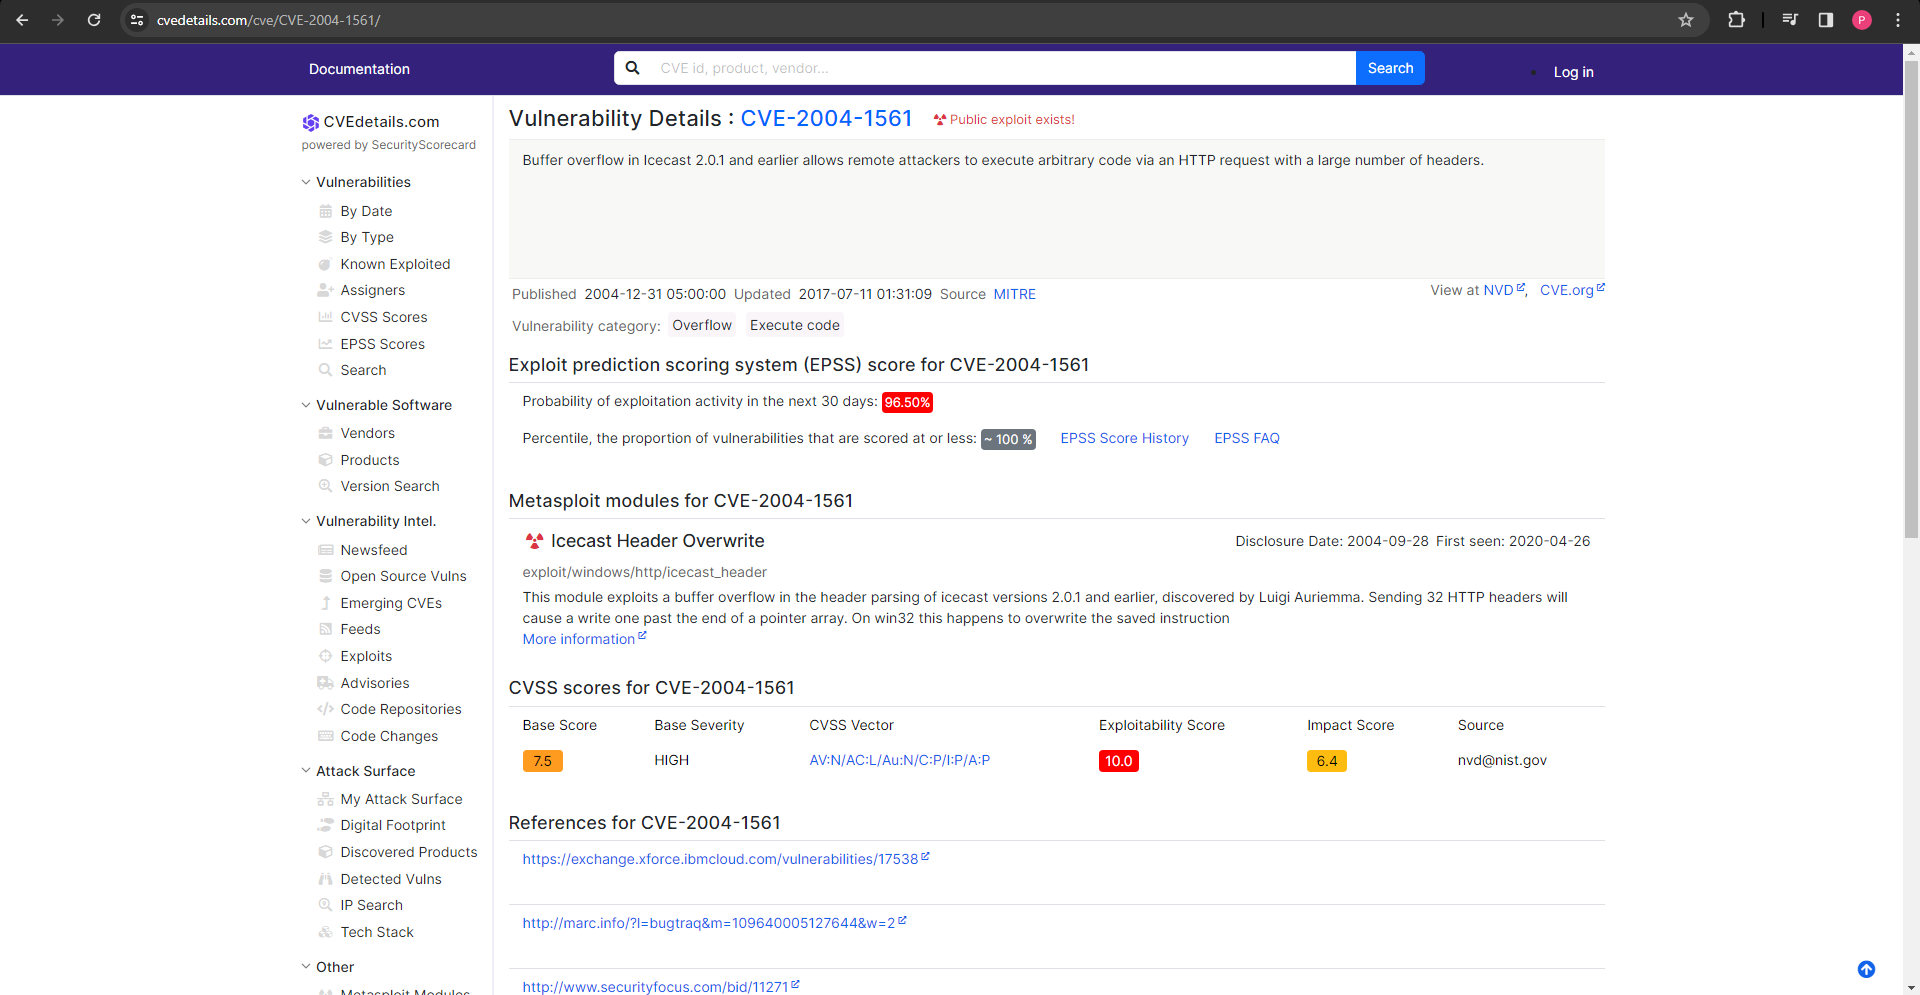 cvedetails.com/cve/CVE-2004-1561/
P
Documentation
CVE id, product, vendor...
Search
Log in
CVEdetails.com
powered by SecurityScorecard
Vulnerabilities
By Date
By Type
Known Exploited
Assigners
CVSS Scores
EPSS Scores
Search
Vulnerable Software
Vendors
Products
Version Search
Vulnerability Intel.
Newsfeed
Open Source Vulns
Emerging CVEs
Feeds
Exploits
Advisories
Code Repositories
Code Changes
Attack Surface
My Attack Surface
Digital Footprint
Discovered Products
Detected Vulns
IP Search
Tech Stack
Other
Metasploit Modules
Vulnerability Details : CVE-2004-1561 Public exploit exists!
Buffer overflow in Icecast 2.0.1 and earlier allows remote attackers to execute arbitrary code via an HTTP request with a large number of headers.
Published 2004-12-31 05:00:00 Updated 2017-07-11 01:31:09 Source MITRE
View at NVD, CVE.org
Vulnerability category: Overflow Execute code
Exploit prediction scoring system (EPSS) score for CVE-2004-1561
Probability of exploitation activity in the next 30 days: 96.50%
Percentile, the proportion of vulnerabilities that are scored at or less: ~ 100 % EPSS Score History EPSS FAQ
Metasploit modules for CVE-2004-1561
Icecast Header Overwrite
Disclosure Date: 2004-09-28 First seen: 2020-04-26
exploit/windows/http/icecast_header
This module exploits a buffer overflow in the header parsing of icecast versions 2.0.1 and earlier, discovered by Luigi Auriemma. Sending 32 HTTP headers will
cause a write one past the end of a pointer array. On win32 this happens to overwrite the saved instruction
More information
CVSS scores for CVE-2004-1561
Base Score Base Severity CVSS Vector Exploitability Score Impact Score Source
7.5 HIGH AV:N/AC:L/Au:N/C:P/I:P/A:P 10.0 6.4 nvd@nist.gov
References for CVE-2004-1561
https://exchange.xforce.ibmcloud.com/vulnerabilities/17538
http://marc.info/?l=bugtraq&m=109640005127644&w=2
http://www.securityfocus.com/bid/11271